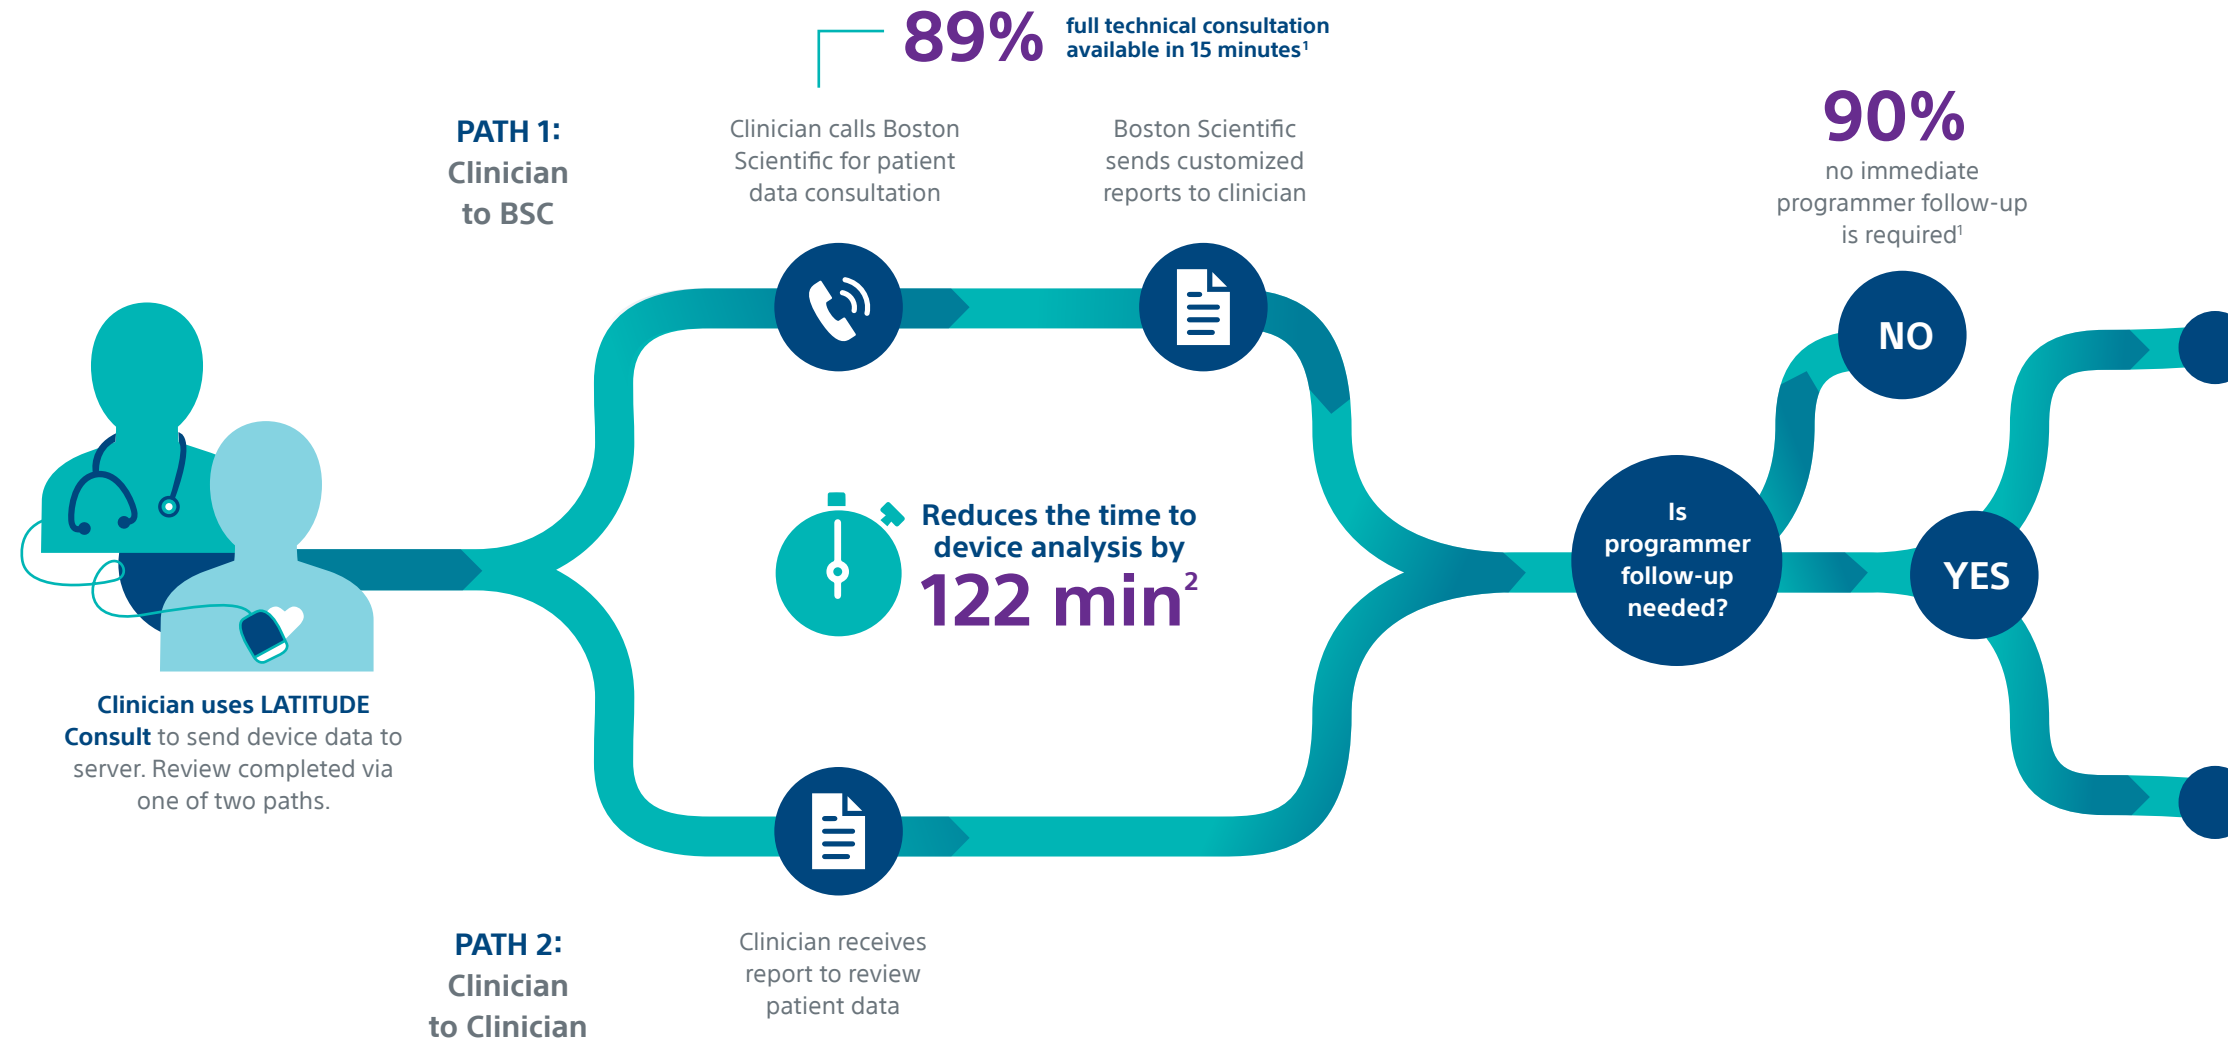 89%
full technical consultation
available in 15 minutes¹
PATH 1:
Clinician
to BSC
Clinician calls Boston
Scientific for patient
data consultation
Boston Scientific
sends customized
reports to clinician
90%
no immediate
programmer follow-up
is required¹
NO
Reduces the time to
device analysis by
122 min²
Is
programmer
follow-up
needed?
YES
Clinician uses LATITUDE
Consult to send device data to
server. Review completed via
one of two paths.
PATH 2:
Clinician
to Clinician
Clinician receives
report to review
patient data